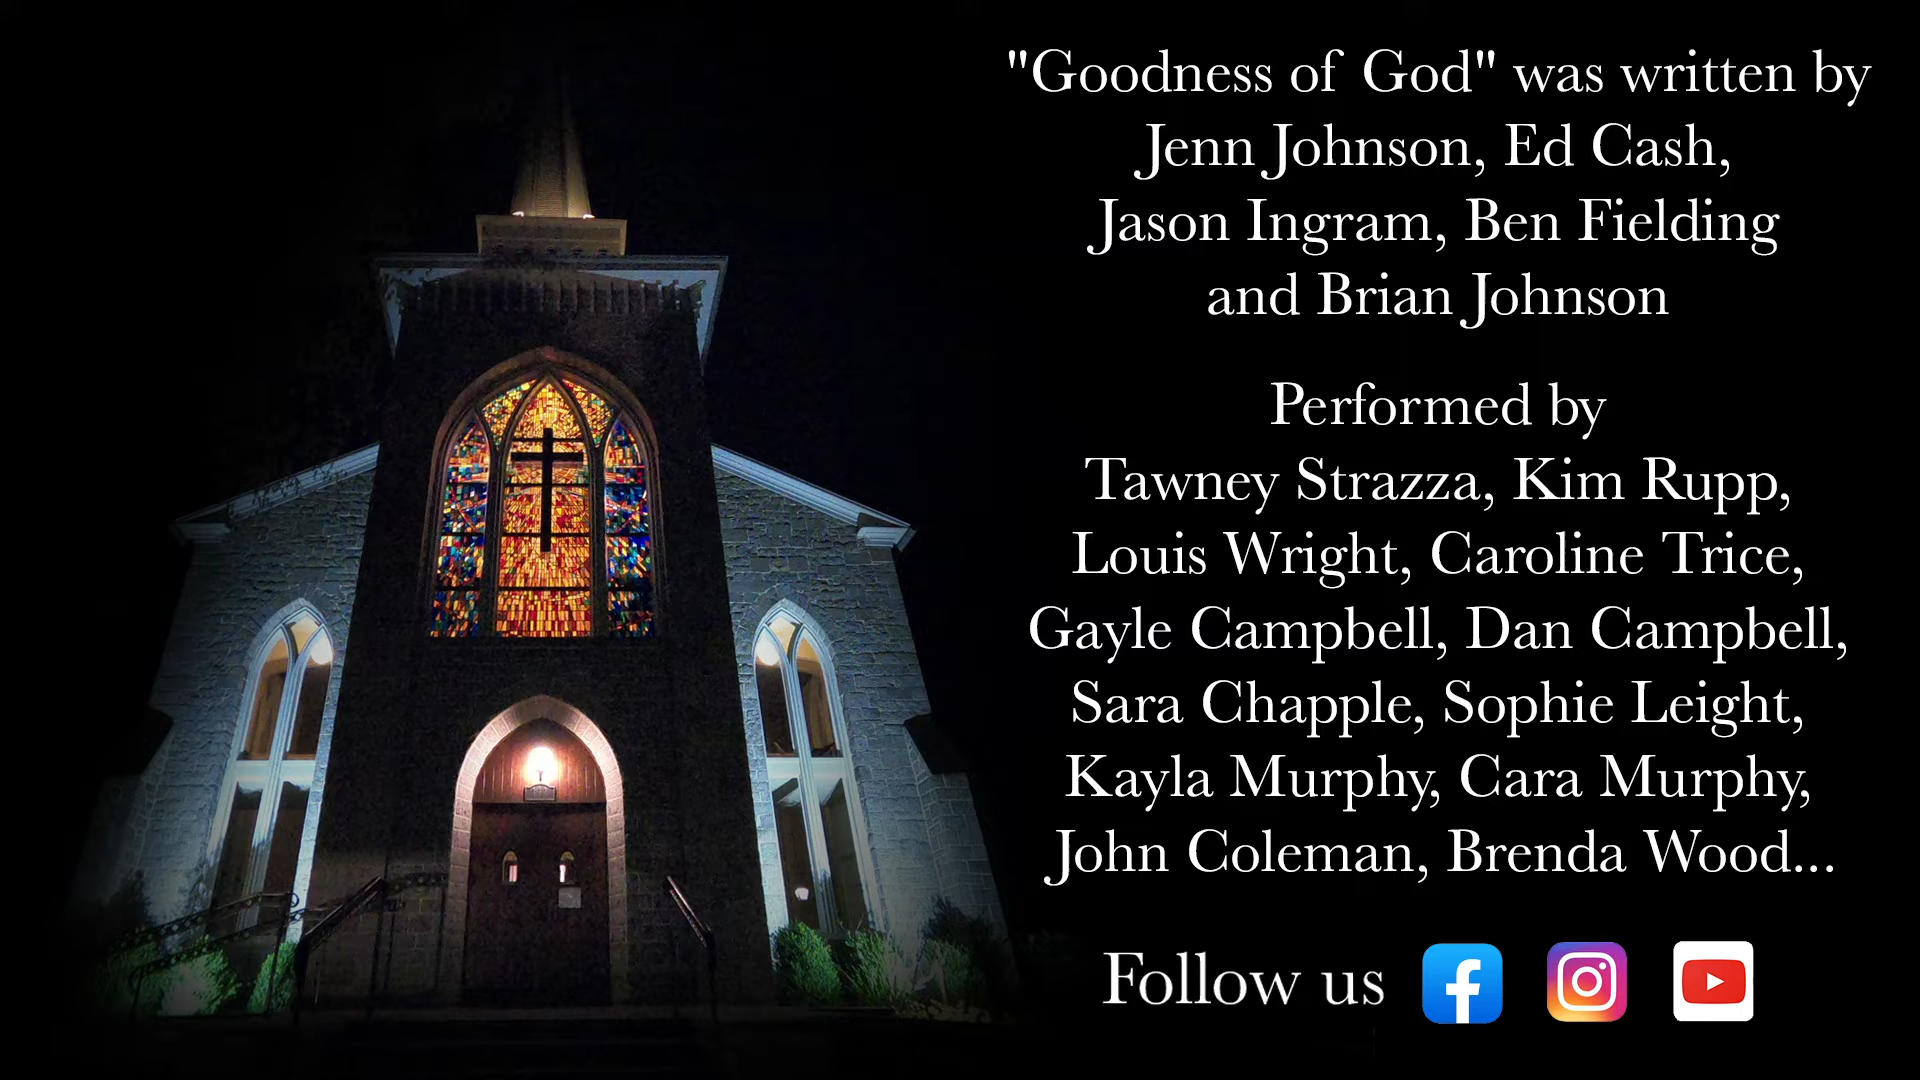 "Goodness of God" was written by
Jenn Johnson, Ed Cash,
Jason Ingram, Ben Fielding
and Brian Johnson
Performed by
Tawney Strazza, Kim Rupp,
Louis Wright, Caroline Trice,
Gayle Campbell, Dan Campbell,
Sara Chapple, Sophie Leight,
Kayla Murphy, Cara Murphy,
John Coleman, Brenda Wood...
Follow us